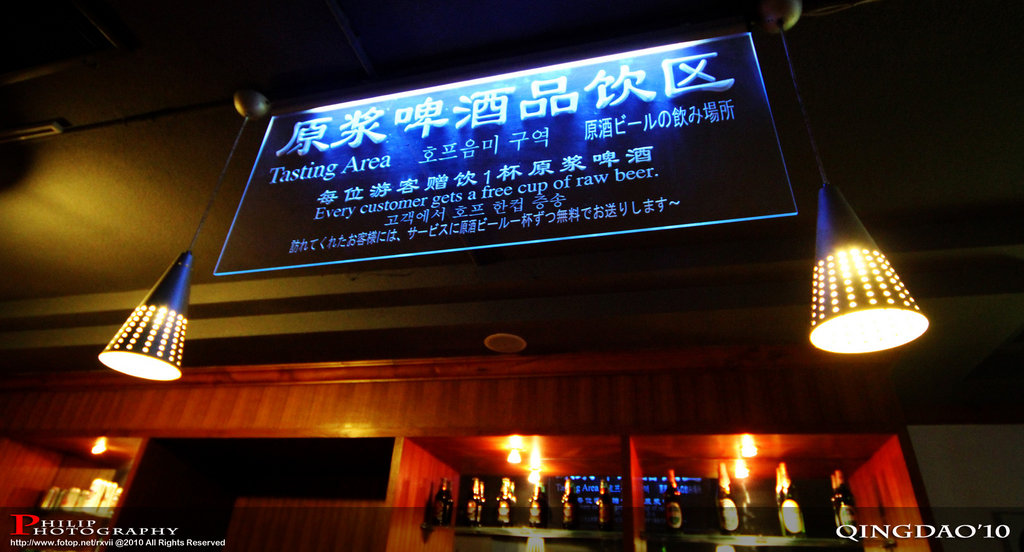 原浆啤酒品饮区
Tasting Area 호프음미 구역 原酒ビールの飲み場所
每位游客赠饮1杯原浆啤酒
Every customer gets a free cup of raw beer.
고객에서 호프 한컵 증송
訪れてくれたお客様には、サービスに原酒ビール一杯ずつ無料でお送りします～
Tasting Area
PHILIP
PHOTOGRAPHY
http://www.fotop.net/rxvii @2010 All Rights Reserved
QINGDAO'10